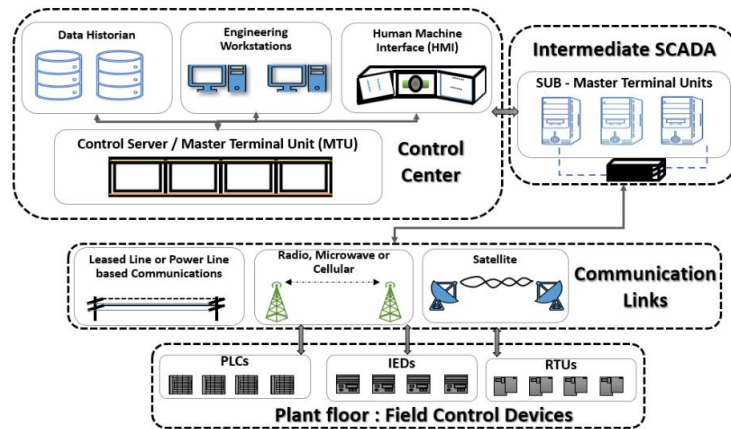 Data Historian
Engineering
Workstations
Human Machine
Interface (HMI)
Control Server / Master Terminal Unit (MTU)
Control
Center
Intermediate SCADA
SUB - Master Terminal Units
Leased Line or Power Line
based Communications
Radio, Microwave or
Cellular
Satellite
Communication
Links
PLCs
IEDs
RTUs
Plant floor : Field Control Devices